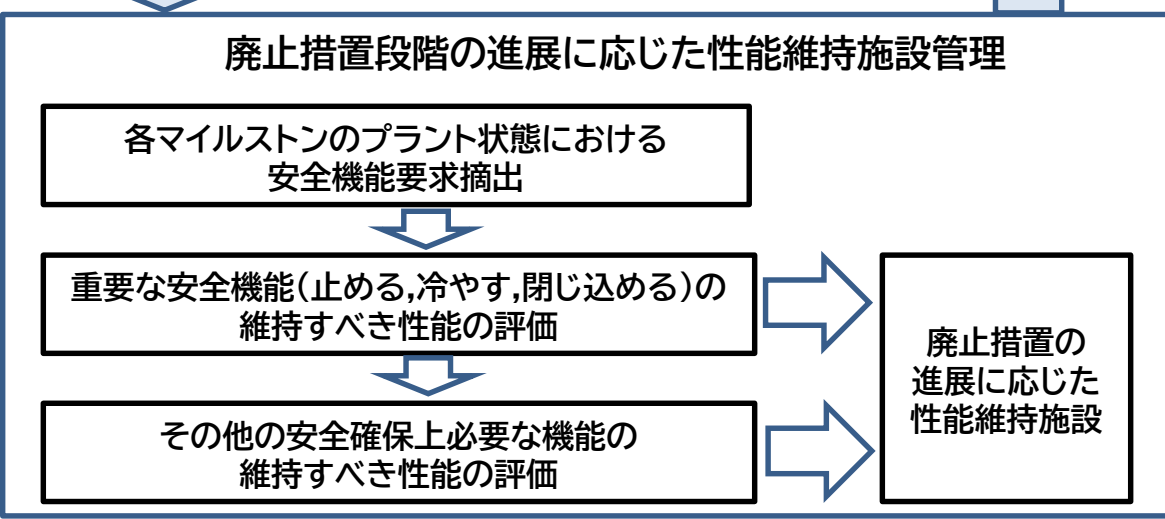 廃止措置段階の進展に応じた性能維持施設管理
各マイルストンのプラント状態における
安全機能要求摘出
重要な安全機能(止める,冷やす,閉じ込める)の
維持すべき性能の評価
その他の安全確保上必要な機能の
維持すべき性能の評価
廃止措置の
進展に応じた
性能維持施設